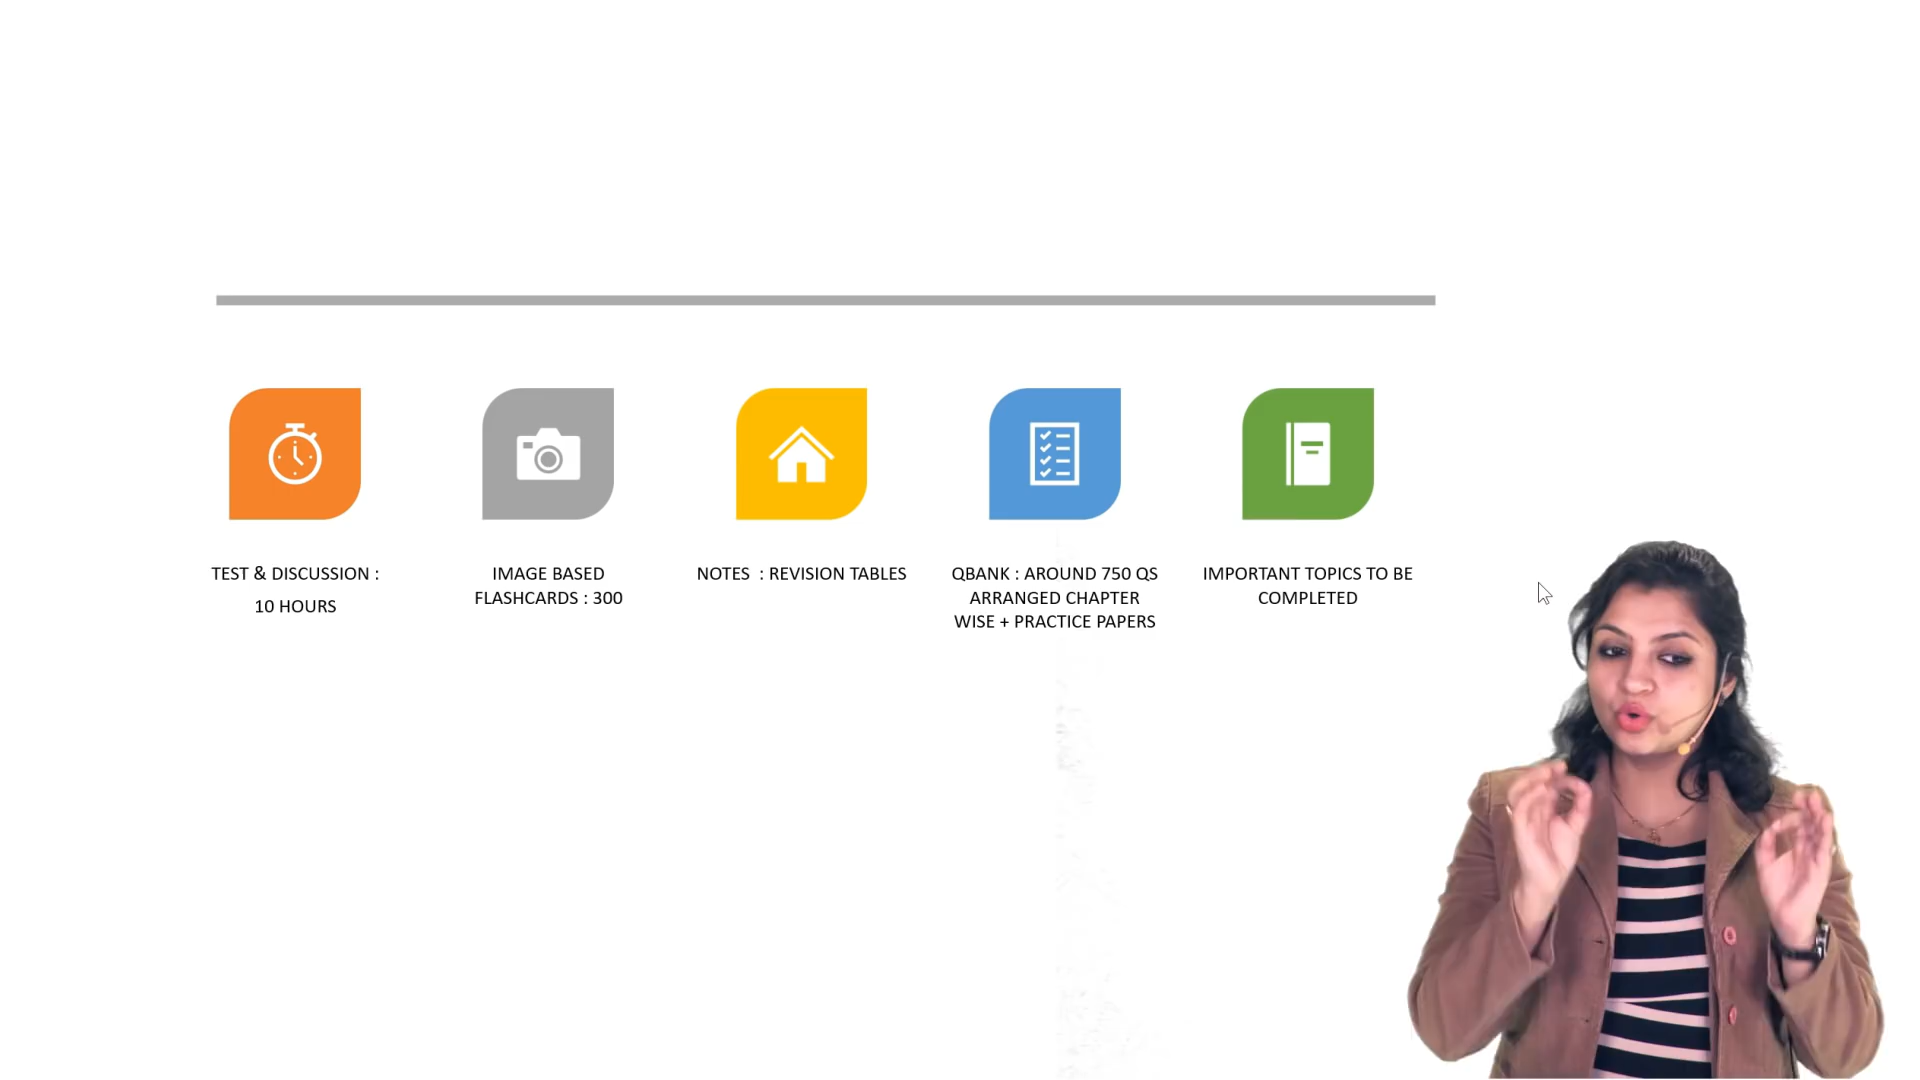 TEST & DISCUSSION :
10 HOURS
IMAGE BASED
FLASHCARDS : 300
NOTES  : REVISION TABLES
QBANK : AROUND 750 QS
ARRANGED CHAPTER
WISE + PRACTICE PAPERS
IMPORTANT TOPICS TO BE
COMPLETED